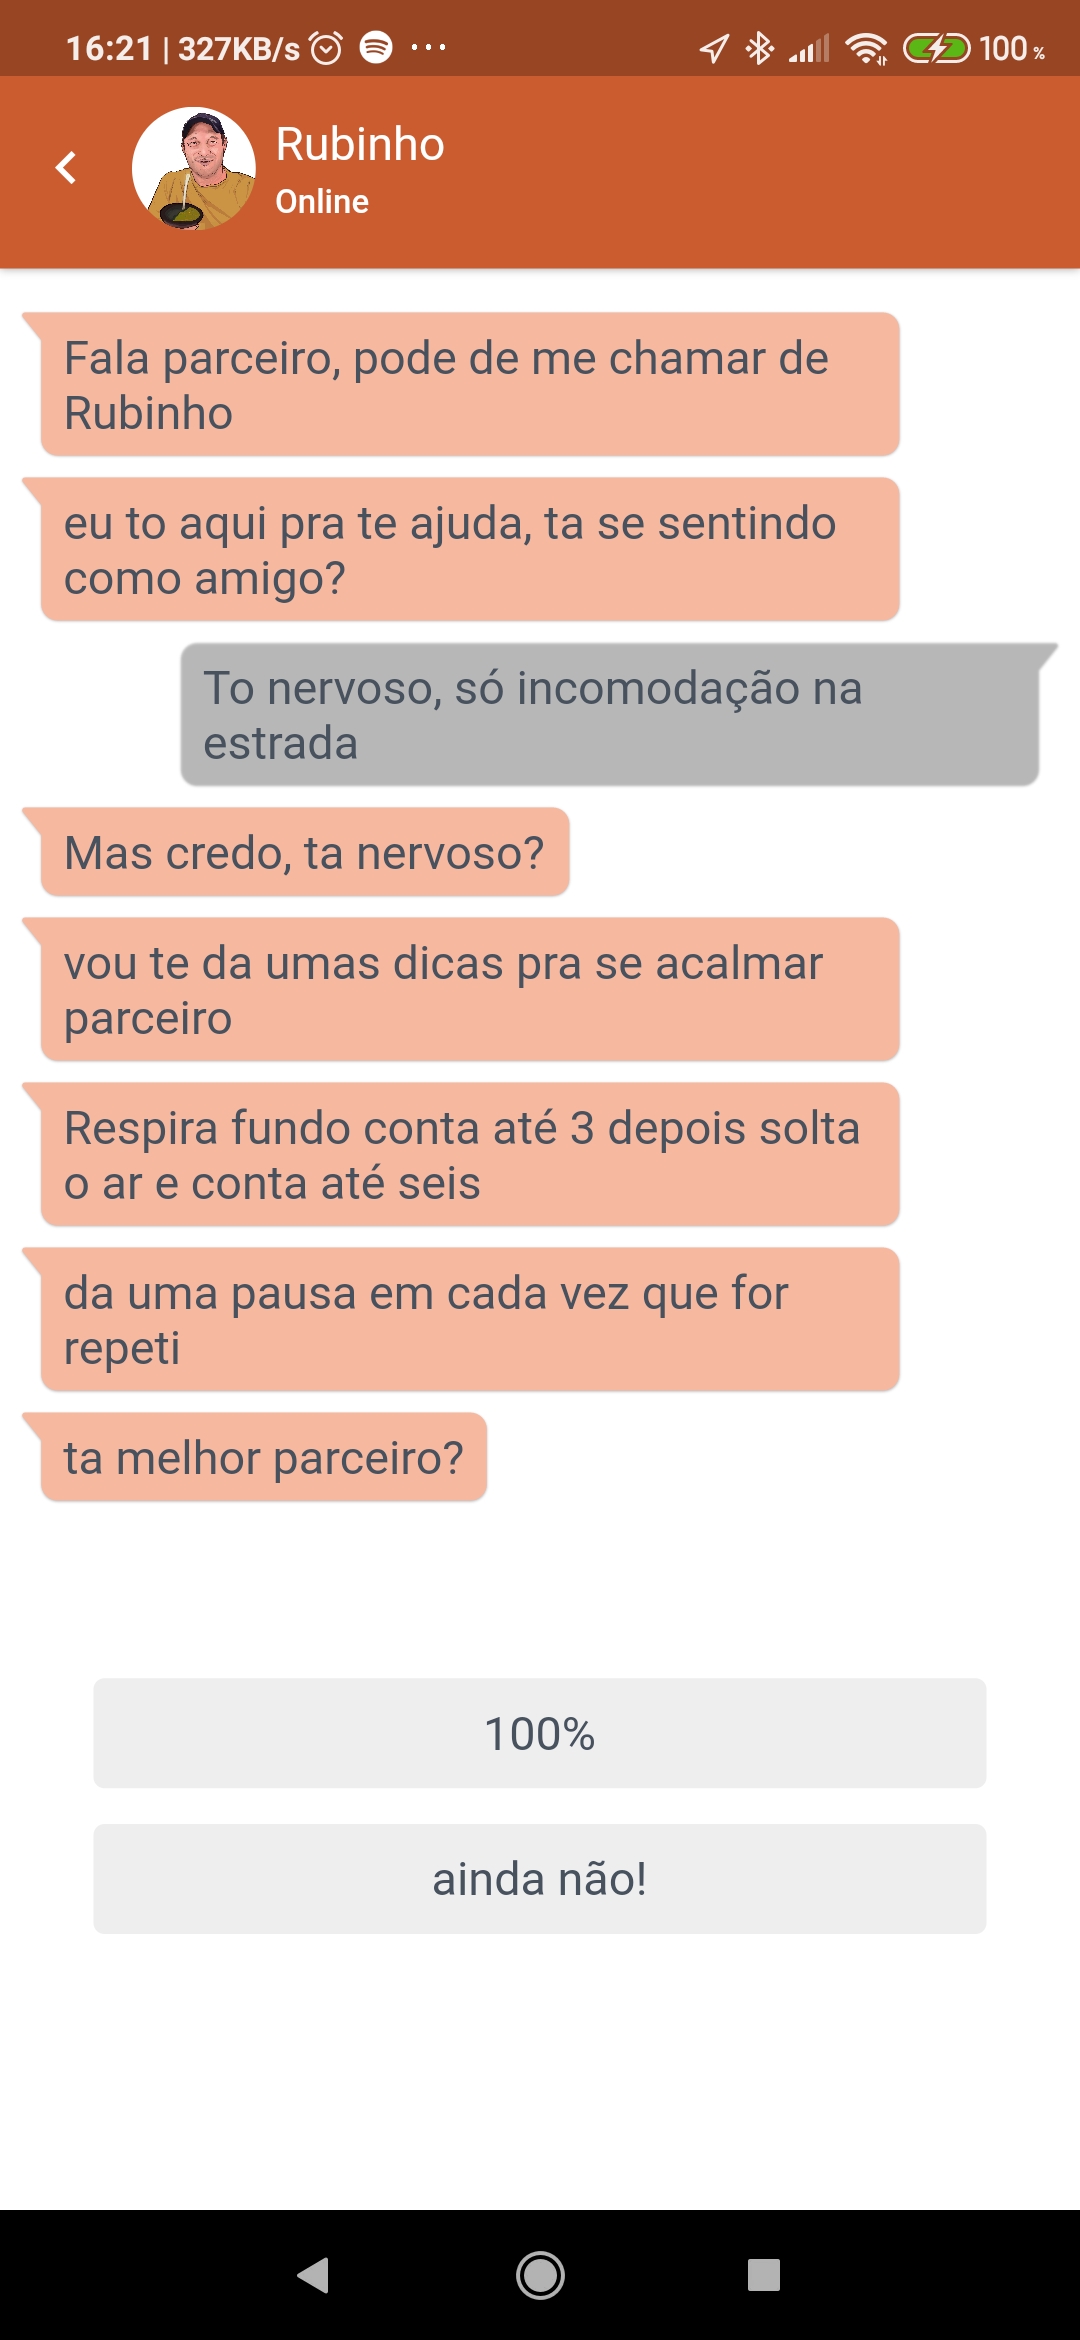 16:21 | 327KB/s
100 %
Rubinho
Online
Fala parceiro, pode de me chamar de
Rubinho
eu to aqui pra te ajuda, ta se sentindo
como amigo?
To nervoso, só incomodação na
estrada
Mas credo, ta nervoso?
vou te da umas dicas pra se acalmar
parceiro
Respira fundo conta até 3 depois solta
o ar e conta até seis
da uma pausa em cada vez que for
repeti
ta melhor parceiro?
100%
ainda não!